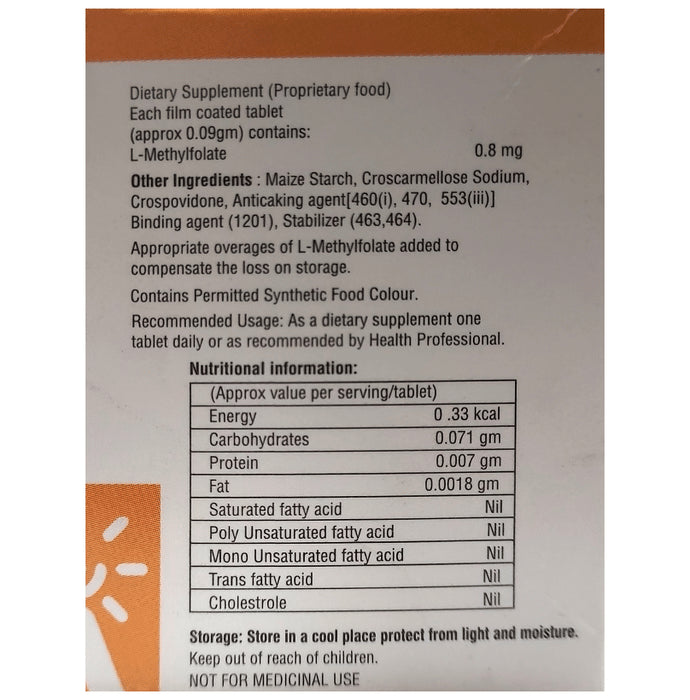 Dietary Supplement (Proprietary food)
Each film coated tablet
(approx 0.09gm) contains:
L-Methylfolate 0.8 mg
Other Ingredients : Maize Starch, Croscarmellose Sodium,
Crospovidone, Anticaking agent[460(i), 470, 553(iii)]
Binding agent (1201), Stabilizer (463,464).
Appropriate overages of L-Methylfolate added to
compensate the loss on storage.
Contains Permitted Synthetic Food Colour.
Recommended Usage: As a dietary supplement one
tablet daily or as recommended by Health Professional.
Nutritional information:
(Approx value per serving/tablet)
Energy 0 .33 kcal
Carbohydrates 0.071 gm
Protein 0.007 gm
Fat 0.0018 gm
Saturated fatty acid Nil
Poly Unsaturated fatty acid Nil
Mono Unsaturated fatty acid Nil
Trans fatty acid Nil
Cholestrole Nil
Storage: Store in a cool place protect from light and moisture.
Keep out of reach of children.
NOT FOR MEDICINAL USE